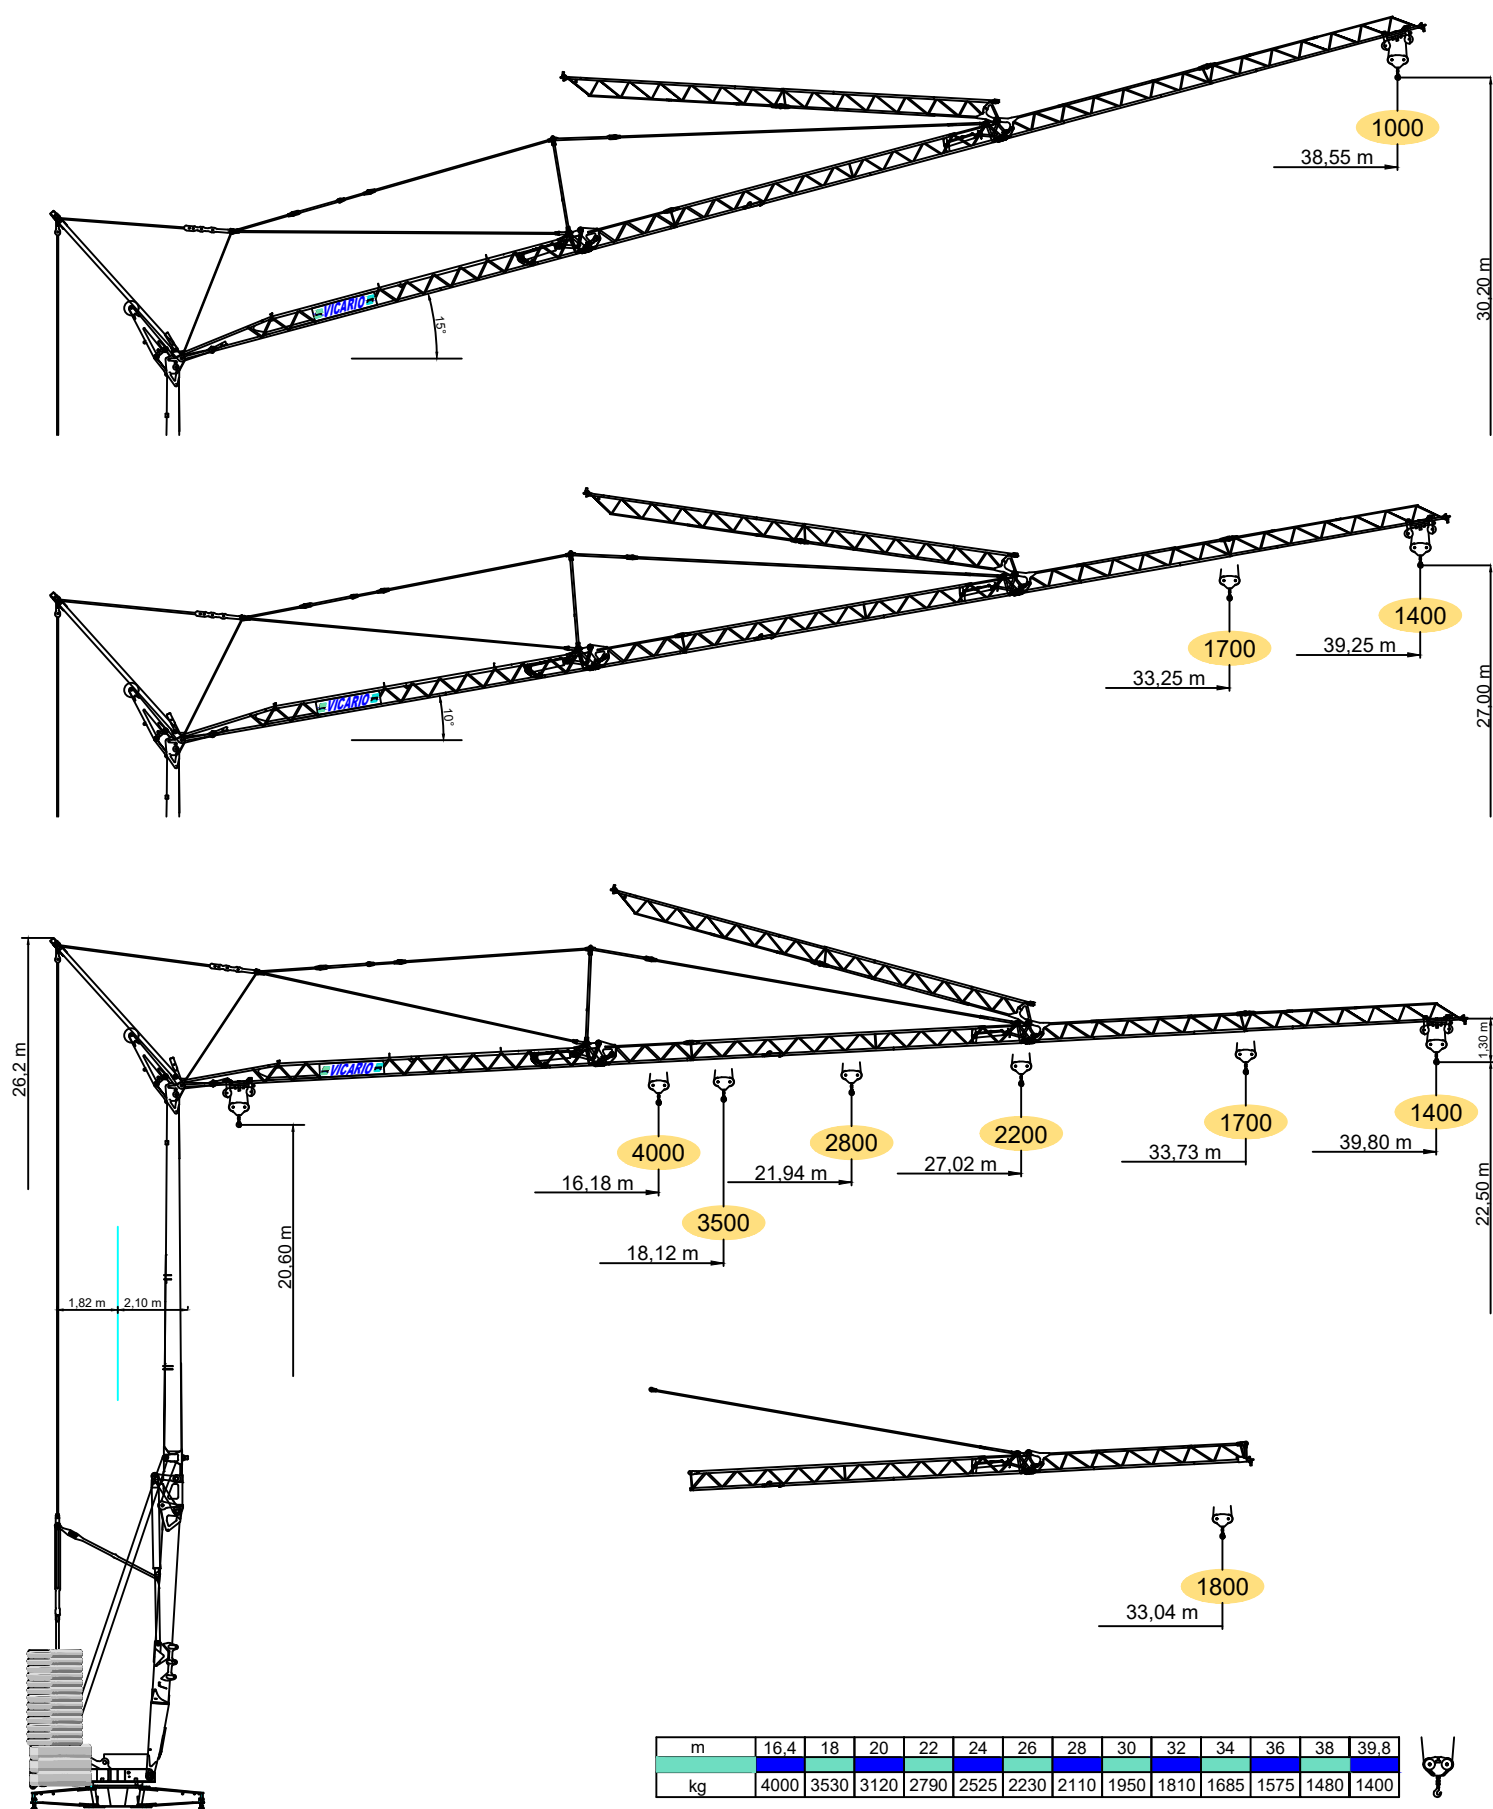 1000
38,55 m
30,20 m
VICARIO
15°
1400
1700
39,25 m
33,25 m
27,00 m
VICARIO
10°
26,2 m
1,30 m
VICARIO
4000
2800
2200
1700
1400
16,18 m
21,94 m
27,02 m
33,73 m
39,80 m
3500
18,12 m
22,50 m
20,60 m
1,82 m 2,10 m
1800
33,04 m
m 16,4 18 20 22 24 26 28 30 32 34 36 38 39,8
kg 4000 3530 3120 2790 2525 2230 2110 1950 1810 1685 1575 1480 1400